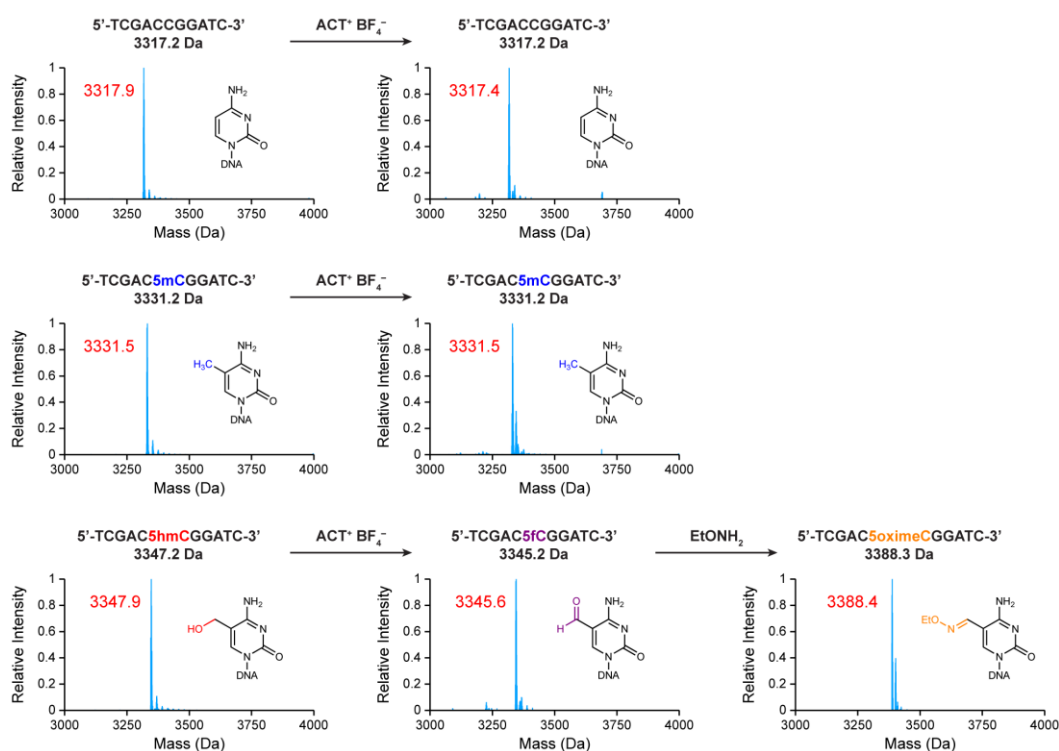 5’-TCGACCGGATC-3’ ACT⁺ BF₄⁻ 5’-TCGACCGGATC-3’
3317.2 Da 3317.2 Da
Relative Intensity
1
0.8
0.6
0.4
0.2
0
3317.9
NH₂
N
N
O
DNA
3000 3250 3500 3750 4000
Mass (Da)
Relative Intensity
1
0.8
0.6
0.4
0.2
0
3317.4
NH₂
N
N
O
DNA
3000 3250 3500 3750 4000
Mass (Da)
5’-TCGAC5mCGGATC-3’ ACT⁺ BF₄⁻ 5’-TCGAC5mCGGATC-3’
3331.2 Da 3331.2 Da
Relative Intensity
1
0.8
0.6
0.4
0.2
0
3331.5
NH₂
H₃C
N
N
O
DNA
3000 3250 3500 3750 4000
Mass (Da)
Relative Intensity
1
0.8
0.6
0.4
0.2
0
3331.5
NH₂
H₃C
N
N
O
DNA
3000 3250 3500 3750 4000
Mass (Da)
5’-TCGAC5hmCGGATC-3’ ACT⁺ BF₄⁻ 5’-TCGAC5fCGGATC-3’ EtONH₂ 5’-TCGAC5oximeCGGATC-3’
3347.2 Da 3345.2 Da 3388.3 Da
Relative Intensity
1
0.8
0.6
0.4
0.2
0
3347.9
NH₂
HO
N
N
O
DNA
3000 3250 3500 3750 4000
Mass (Da)
Relative Intensity
1
0.8
0.6
0.4
0.2
0
3345.6
O
NH₂
H
N
N
O
DNA
3000 3250 3500 3750 4000
Mass (Da)
Relative Intensity
1
0.8
0.6
0.4
0.2
0
3388.4
NH₂
EtO
N
N
N
O
DNA
3000 3250 3500 3750 4000
Mass (Da)